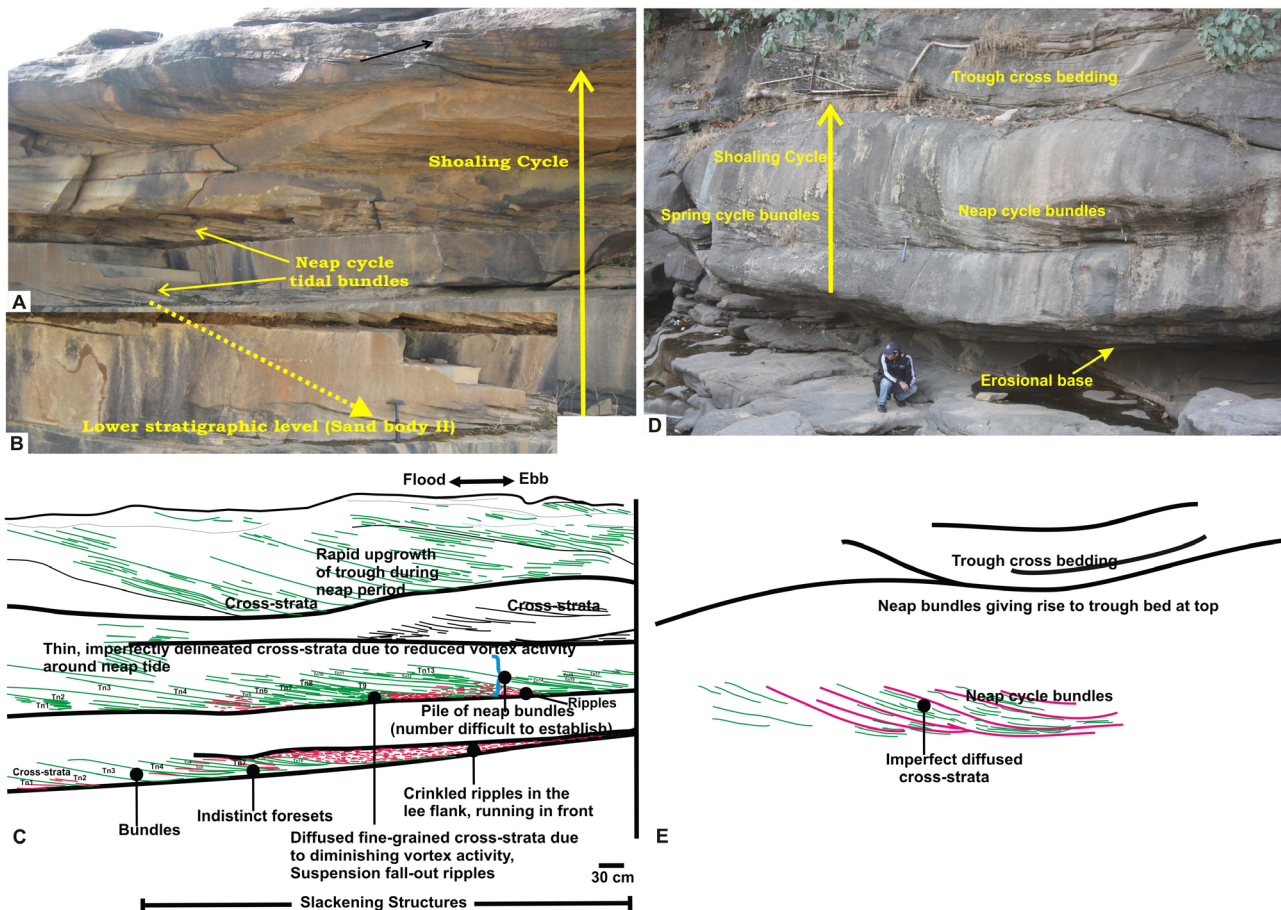 Shoaling Cycle
Neap cycle
tidal bundles
A
Lower stratigraphic level (Sand body II)
B
Trough cross bedding
Shoaling Cycle
Spring cycle bundles
Neap cycle bundles
Erosional base
D
Flood
Ebb
Rapid upgrowth
of trough during
neap period
Cross-strata
Cross-strata
Thin, imperfectly delineated cross-strata due to reduced vortex activity
around neap tide
Tn1
Tn2
Tn3
Tn4
Tn6
Tn7
Tn8
T9
Tn13
Ripples
Pile of neap bundles
(number difficult to establish)
Cross-strata
Tn1
Tn2
Tn3
Tn4
Crinkled ripples in the
lee flank, running in front
Indistinct foresets
Bundles
C
Diffused fine-grained cross-strata due
to diminishing vortex activity,
Suspension fall-out ripples
30 cm
Slackening Structures
Trough cross bedding
Neap bundles giving rise to trough bed at top
Neap cycle bundles
Imperfect diffused
cross-strata
E